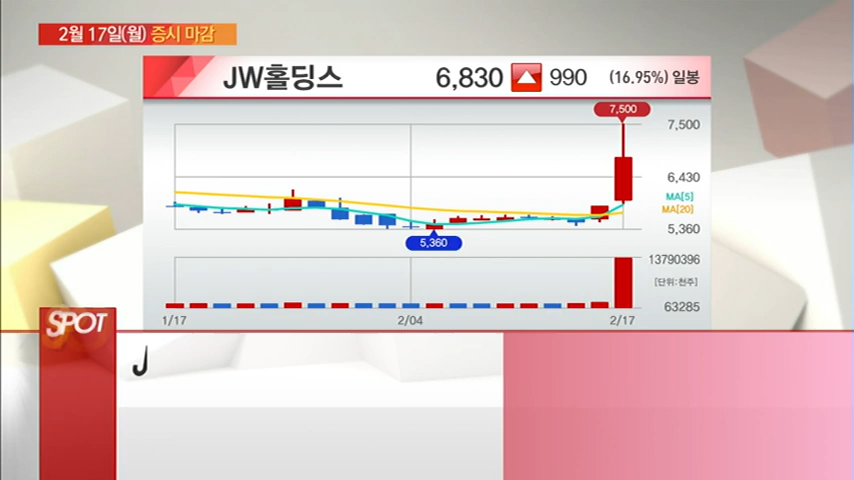 2월 17일(월) 증시 마감
JW홀딩스 6,830 990 (16.95%) 일봉
7,500
7,500
6,430
MA[5]
MA[20]
5,360
5,360
13790396
[단위:천주]
63285
1/17 2/04 2/17
SPOT
J